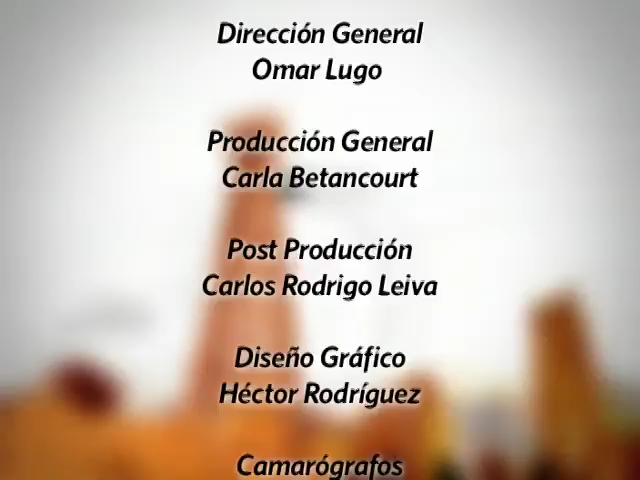 Dirección General
Omar Lugo
Producción General
Carla Betancourt
Post Producción
Carlos Rodrigo Leiva
Diseño Gráfico
Héctor Rodríguez
Camarógrafos